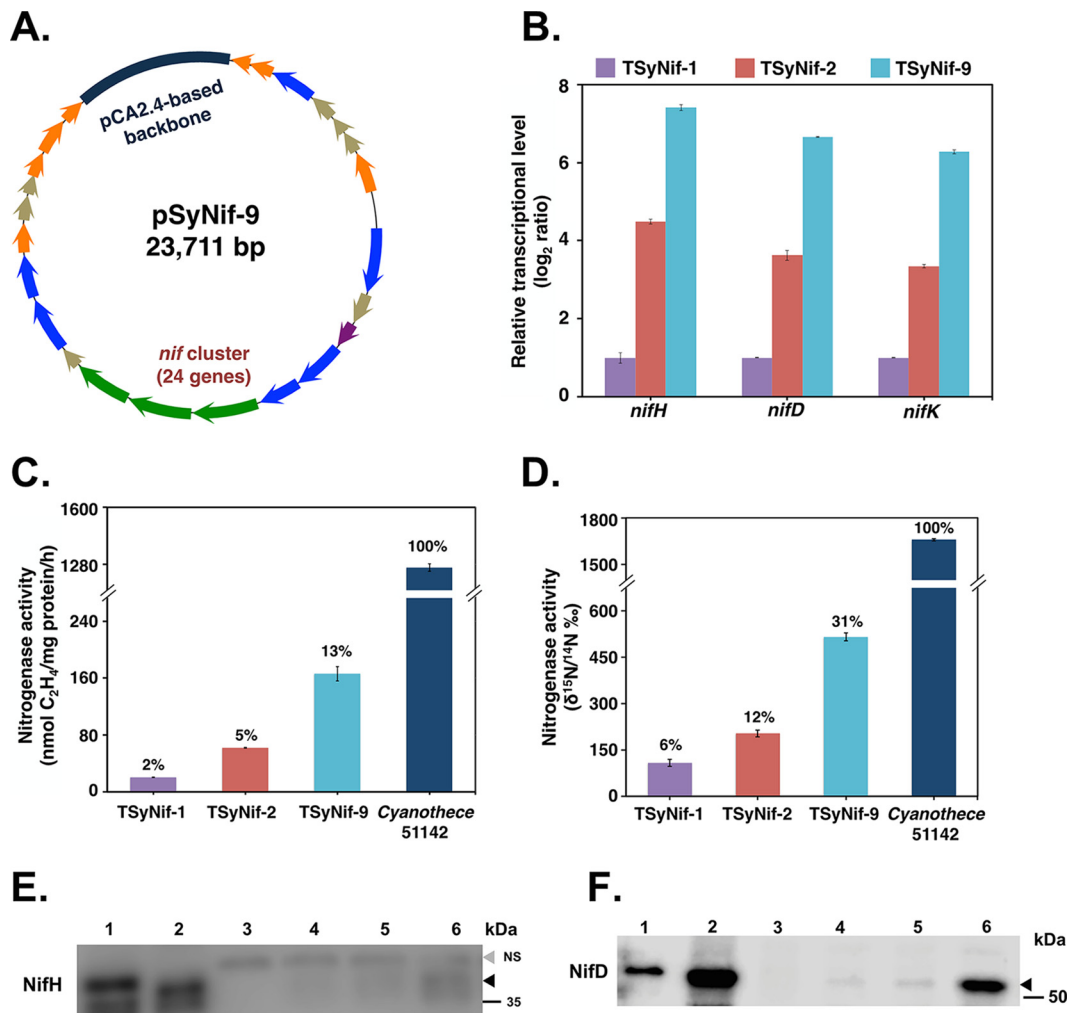 A.
pCA2.4-based
backbone
pSyNif-9
23,711 bp
nif cluster
(24 genes)
B.
TSyNif-1 TSyNif-2 TSyNif-9
Relative transcriptional level
(log₂ ratio)
8
6
4
2
0
nifH nifD nifK
C.
Nitrogenase activity
(nmol C₂H₄/mg protein/h)
1600
1280
240
160
80
0
2%
5%
13%
100%
TSyNif-1 TSyNif-2 TSyNif-9 Cyanothece
51142
D.
Nitrogenase activity
(δ¹⁵N/¹⁴N ‰)
1800
1500
600
450
300
150
000
6%
12%
31%
100%
TSyNif-1 TSyNif-2 TSyNif-9 Cyanothece
51142
E.
1 2 3 4 5 6 kDa
NS
NifH
35
F.
1 2 3 4 5 6
kDa
NifD
50